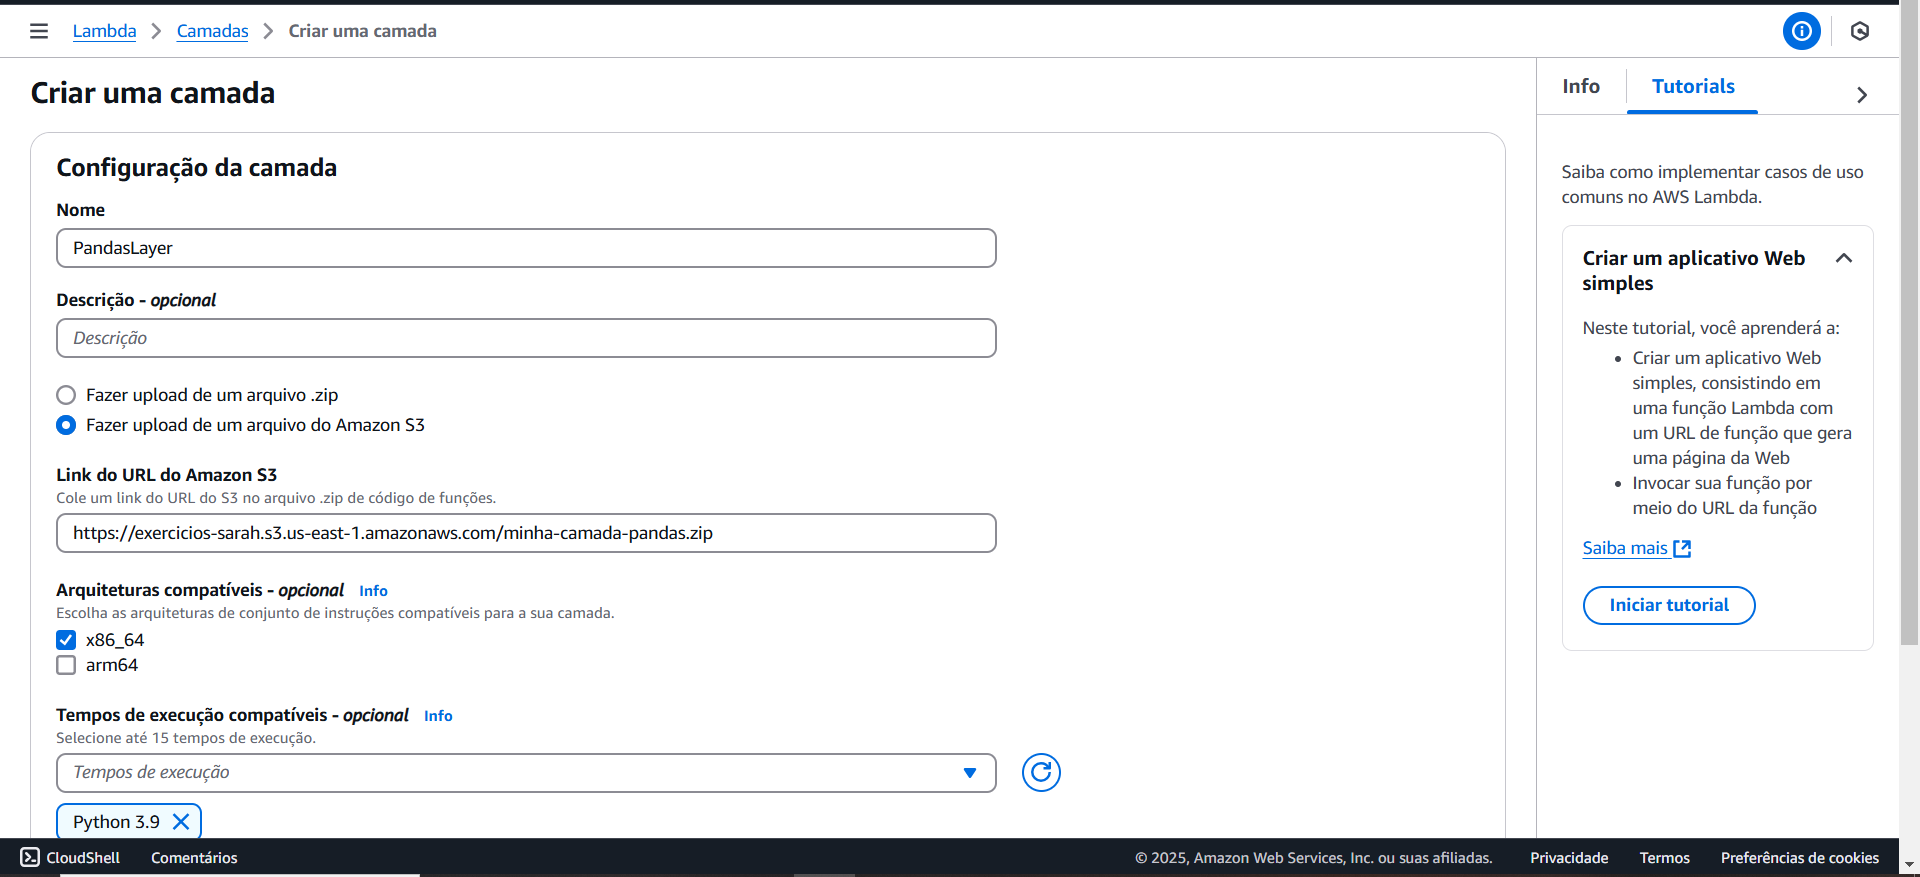 Lambda > Camadas > Criar uma camada
Criar uma camada
Configuração da camada
Nome
PandasLayer
Descrição - opcional
Descrição
Fazer upload de um arquivo .zip
Fazer upload de um arquivo do Amazon S3
Link do URL do Amazon S3
Cole um link do URL do S3 no arquivo .zip de código de funções.
https://exercicios-sarah.s3.us-east-1.amazonaws.com/minha-camada-pandas.zip
Arquiteturas compatíveis - opcional Info
Escolha as arquiteturas de conjunto de instruções compatíveis para a sua camada.
x86_64
arm64
Tempos de execução compatíveis - opcional Info
Selecione até 15 tempos de execução.
Tempos de execução
Python 3.9
Info Tutorials
Saiba como implementar casos de uso
comuns no AWS Lambda.
Criar um aplicativo Web
simples
Neste tutorial, você aprenderá a:
• Criar um aplicativo Web
simples, consistindo em
uma função Lambda com
um URL de função que gera
uma página da Web
• Invocar sua função por
meio do URL da função
Saiba mais
Iniciar tutorial
CloudShell Comentários © 2025, Amazon Web Services, Inc. ou suas afiliadas. Privacidade Termos Preferências de cookies